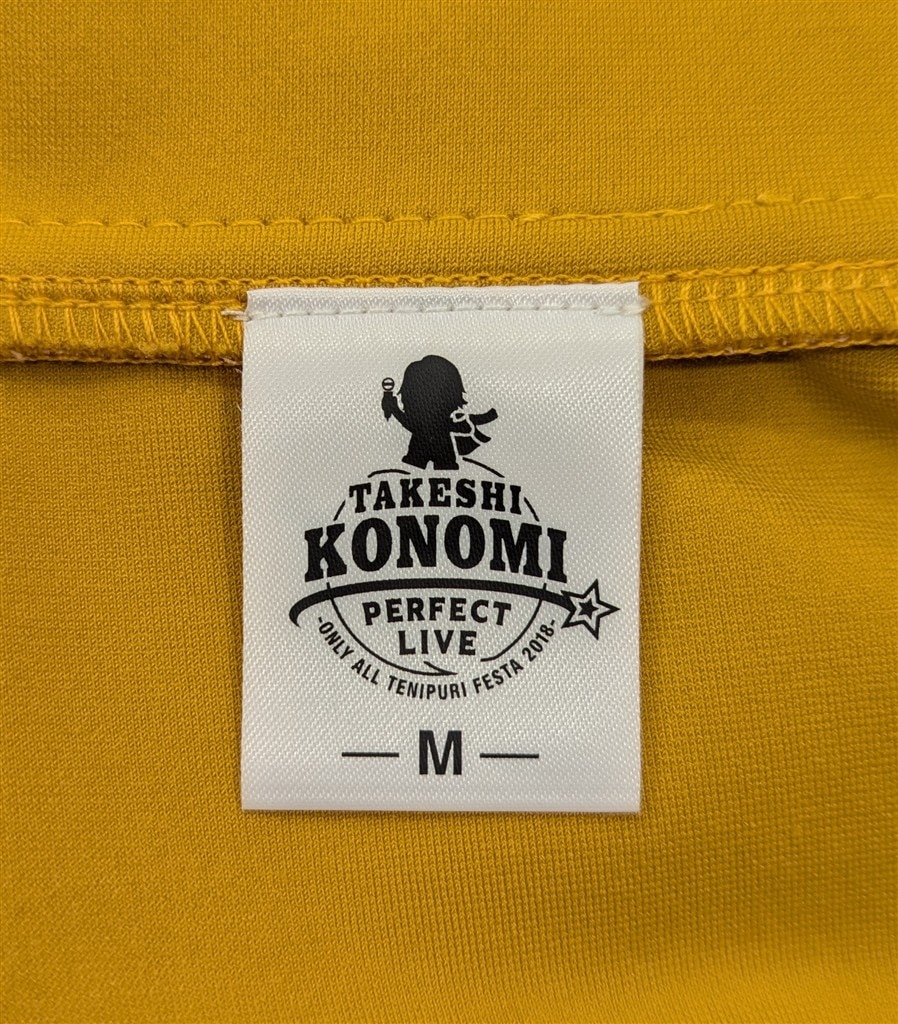 TAKESHI
KONOMI
PERFECT
LIVE
-ONLY ALL TENIPURI FESTA 2018-
— M —